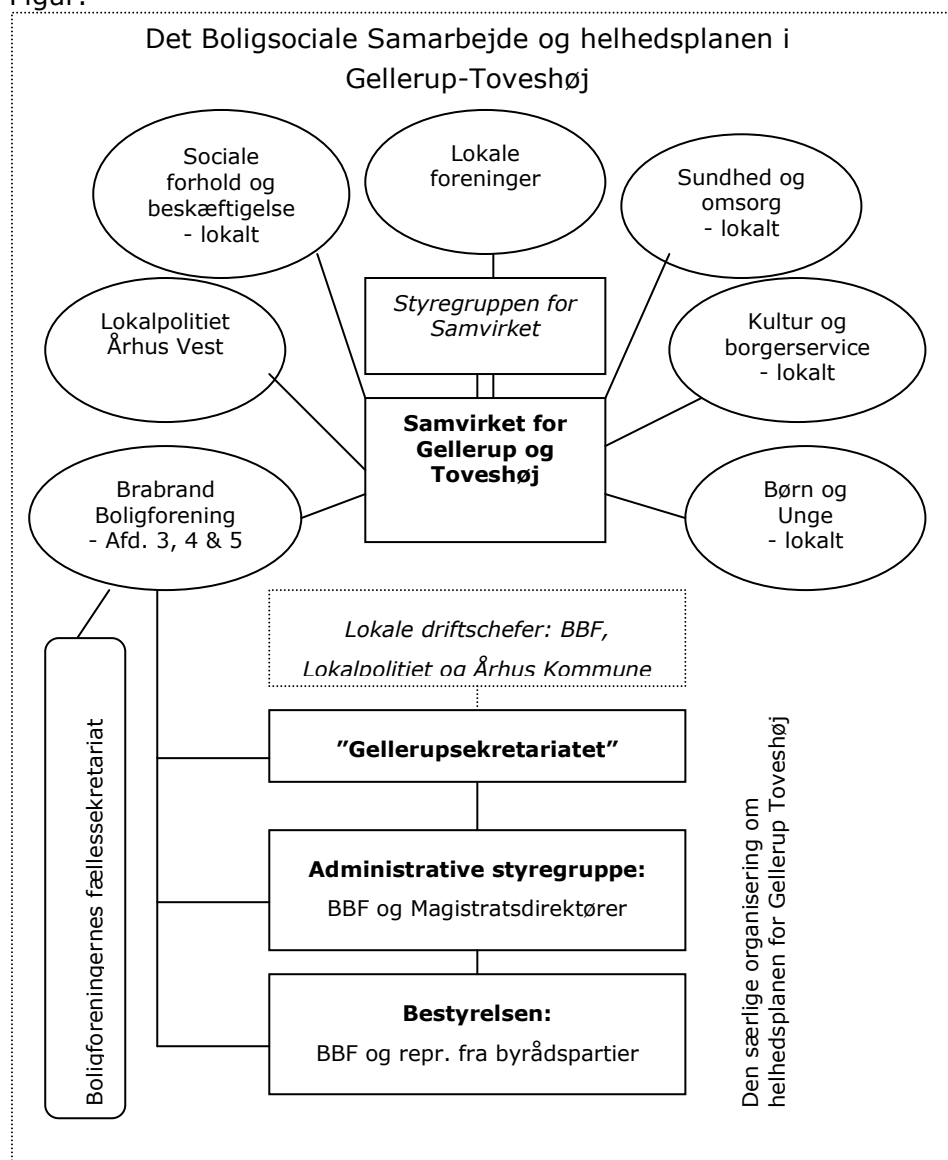 Figur:
Det Boligsociale Samarbejde og helhedsplanen i
Gellerup-Toveshøj
Sociale
forhold og
beskæftigelse
- lokalt
Lokale
foreninger
Sundhed og
omsorg
- lokalt
Lokalpolitiet
Århus Vest
Styregruppen for
Samvirket
Kultur og
borgerservice
- lokalt
Brabrand
Boligforening
- Afd. 3, 4 & 5
Samvirket for
Gellerup og
Toveshøj
Børn og
Unge
- lokalt
Lokale driftschefer: BBF,
Lokalpolitiet og Århus Kommune
Boligforeningernes fællessekretariat
”Gellerupsekretariatet”
Administrative styregruppe:
BBF og Magistratsdirektører
Bestyrelsen:
BBF og repr. fra byrådspartier
Den særlige organisering om
helhedsplanen for Gellerup Toveshøj